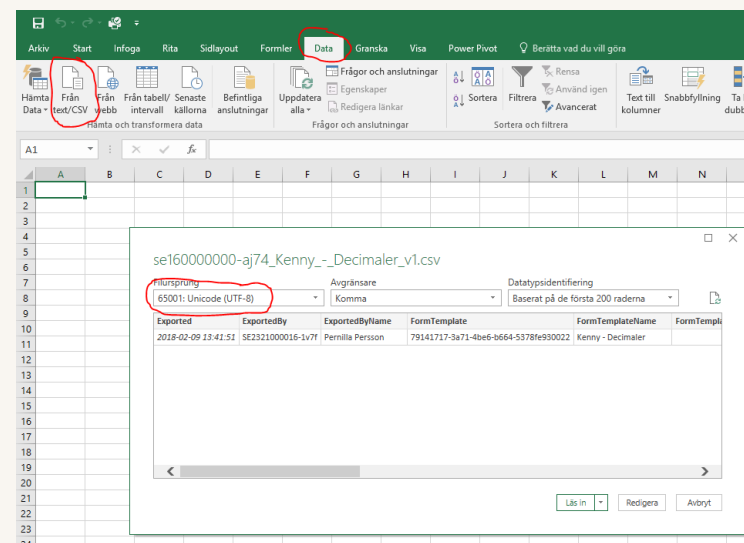 Arkiv Start Infoga Rita Sidlayout Formler Data Granska Visa Power Pivot Berätta vad du vill göra
Hämta Data Från text/CSV Från webb Från tabell/ intervall Senaste källorna Befintliga anslutningar Uppdatera alla Frågor och anslutningar Egenskaper Redigera länkar Sortera Filtrera Rensa Använd igen Avancerat Text till kolumner Snabbfyllning Ta
Hämta och transformera data Frågor och anslutningar Sortera och filtrera
A1 fx
A B C D E F G H I J K L M N
1
2
3
4
5
6
7
8
9
10
11
12
13
14
15
16
17
18
19
20
21
22
23
se160000000-aj74_Kenny_-_Decimaler_v1.csv
Filursprung Avgränsare Datatypsidentifiering
65001: Unicode (UTF-8) Komma Baserat på de första 200 raderna
Exported ExportedBy ExportedByName FormTemplate FormTemplateName FormTempla
2018-02-09 13:41:51 SE2321000016-1v7f Pernilla Persson 79141717-3a71-4be6-b664-5378fe930022 Kenny - Decimaler
Läs in Redigera Avbryt